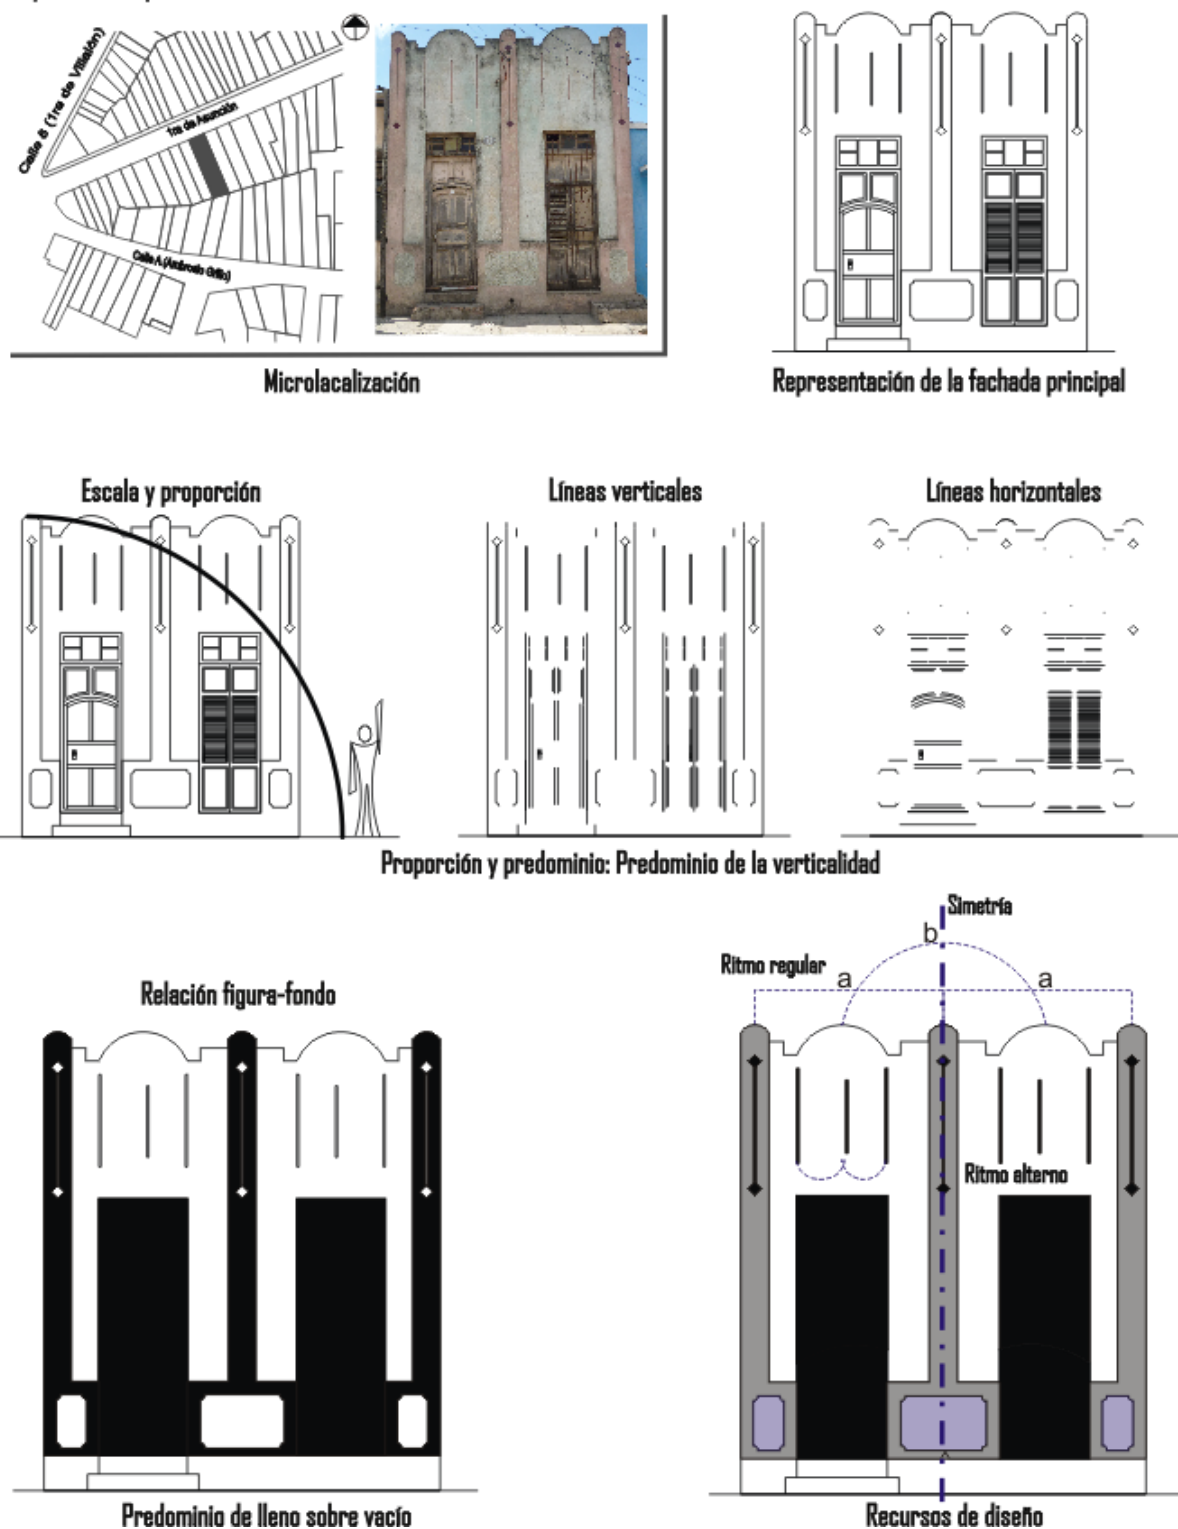 Calle 8 (1ra de Villalón)
1ra de Asunción
Calle A (Ambrosio Grillo)
Microlacalización
Representación de la fachada principal
Escala y proporción
Líneas verticales
Líneas horizontales
Proporción y predominio: Predominio de la verticalidad
Simetría
b
Ritmo regular
a
a
Relación figura-fondo
Ritmo alterno
Predominio de lleno sobre vacío
Recursos de diseño